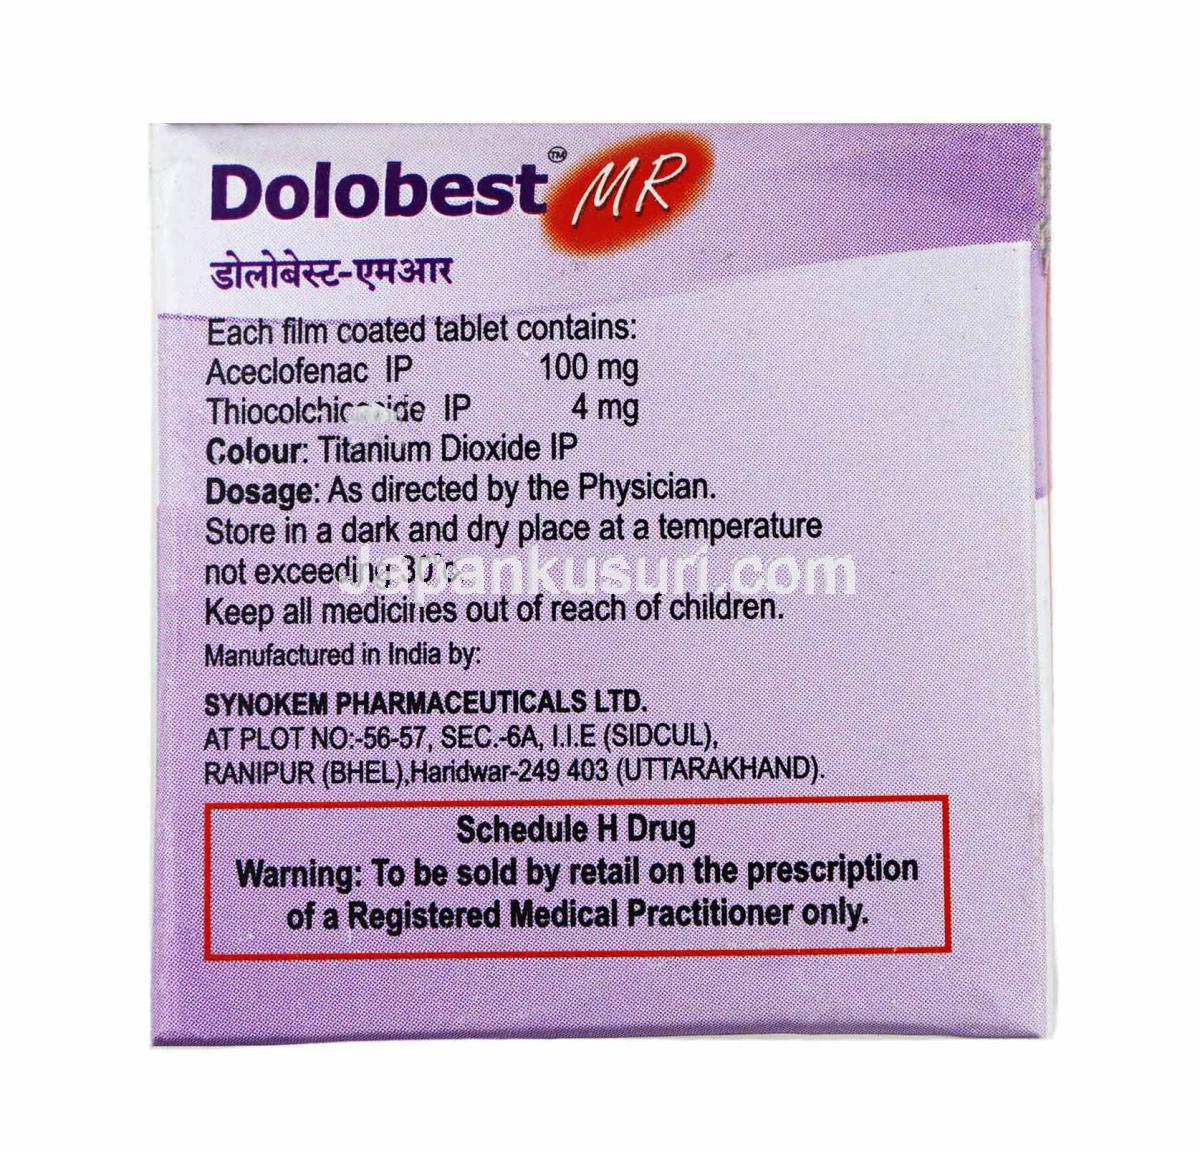 Dolobest™ MR
डोलोबेस्ट-एमआर
Each film coated tablet contains:
Aceclofenac IP 100 mg
Thiocolchicoside IP 4 mg
Colour: Titanium Dioxide IP
Dosage: As directed by the Physician.
Store in a dark and dry place at a temperature
not exceeding 30°c
Japankusuri.com
Keep all medicines out of reach of children.
Manufactured in India by:
SYNOKEM PHARMACEUTICALS LTD.
AT PLOT NO:-56-57, SEC.-6A, I.I.E (SIDCUL),
RANIPUR (BHEL),Haridwar-249 403 (UTTARAKHAND).
Schedule H Drug
Warning: To be sold by retail on the prescription
of a Registered Medical Practitioner only.